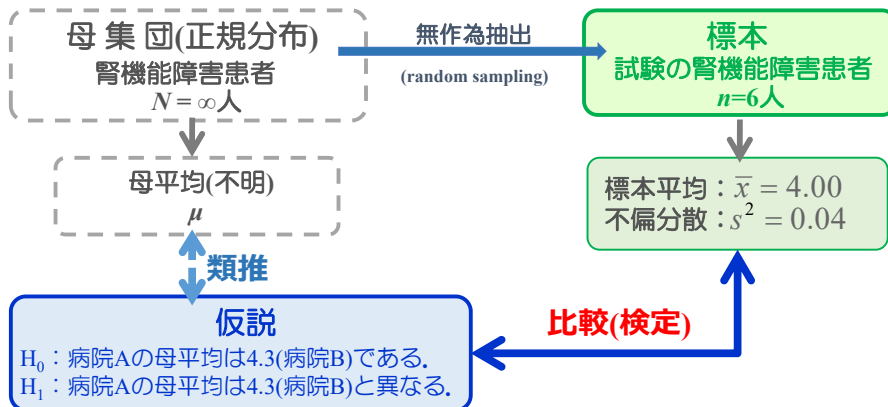 母 集 団(正規分布)
腎機能障害患者
N = ∞人
無作為抽出
(random sampling)
標本
試験の腎機能障害患者
n=6人
母平均(不明)
μ
標本平均：x̄ = 4.00
不偏分散：s² = 0.04
類推
比較(検定)
仮説
H₀：病院Aの母平均は4.3(病院B)である．
H₁：病院Aの母平均は4.3(病院B)と異なる．